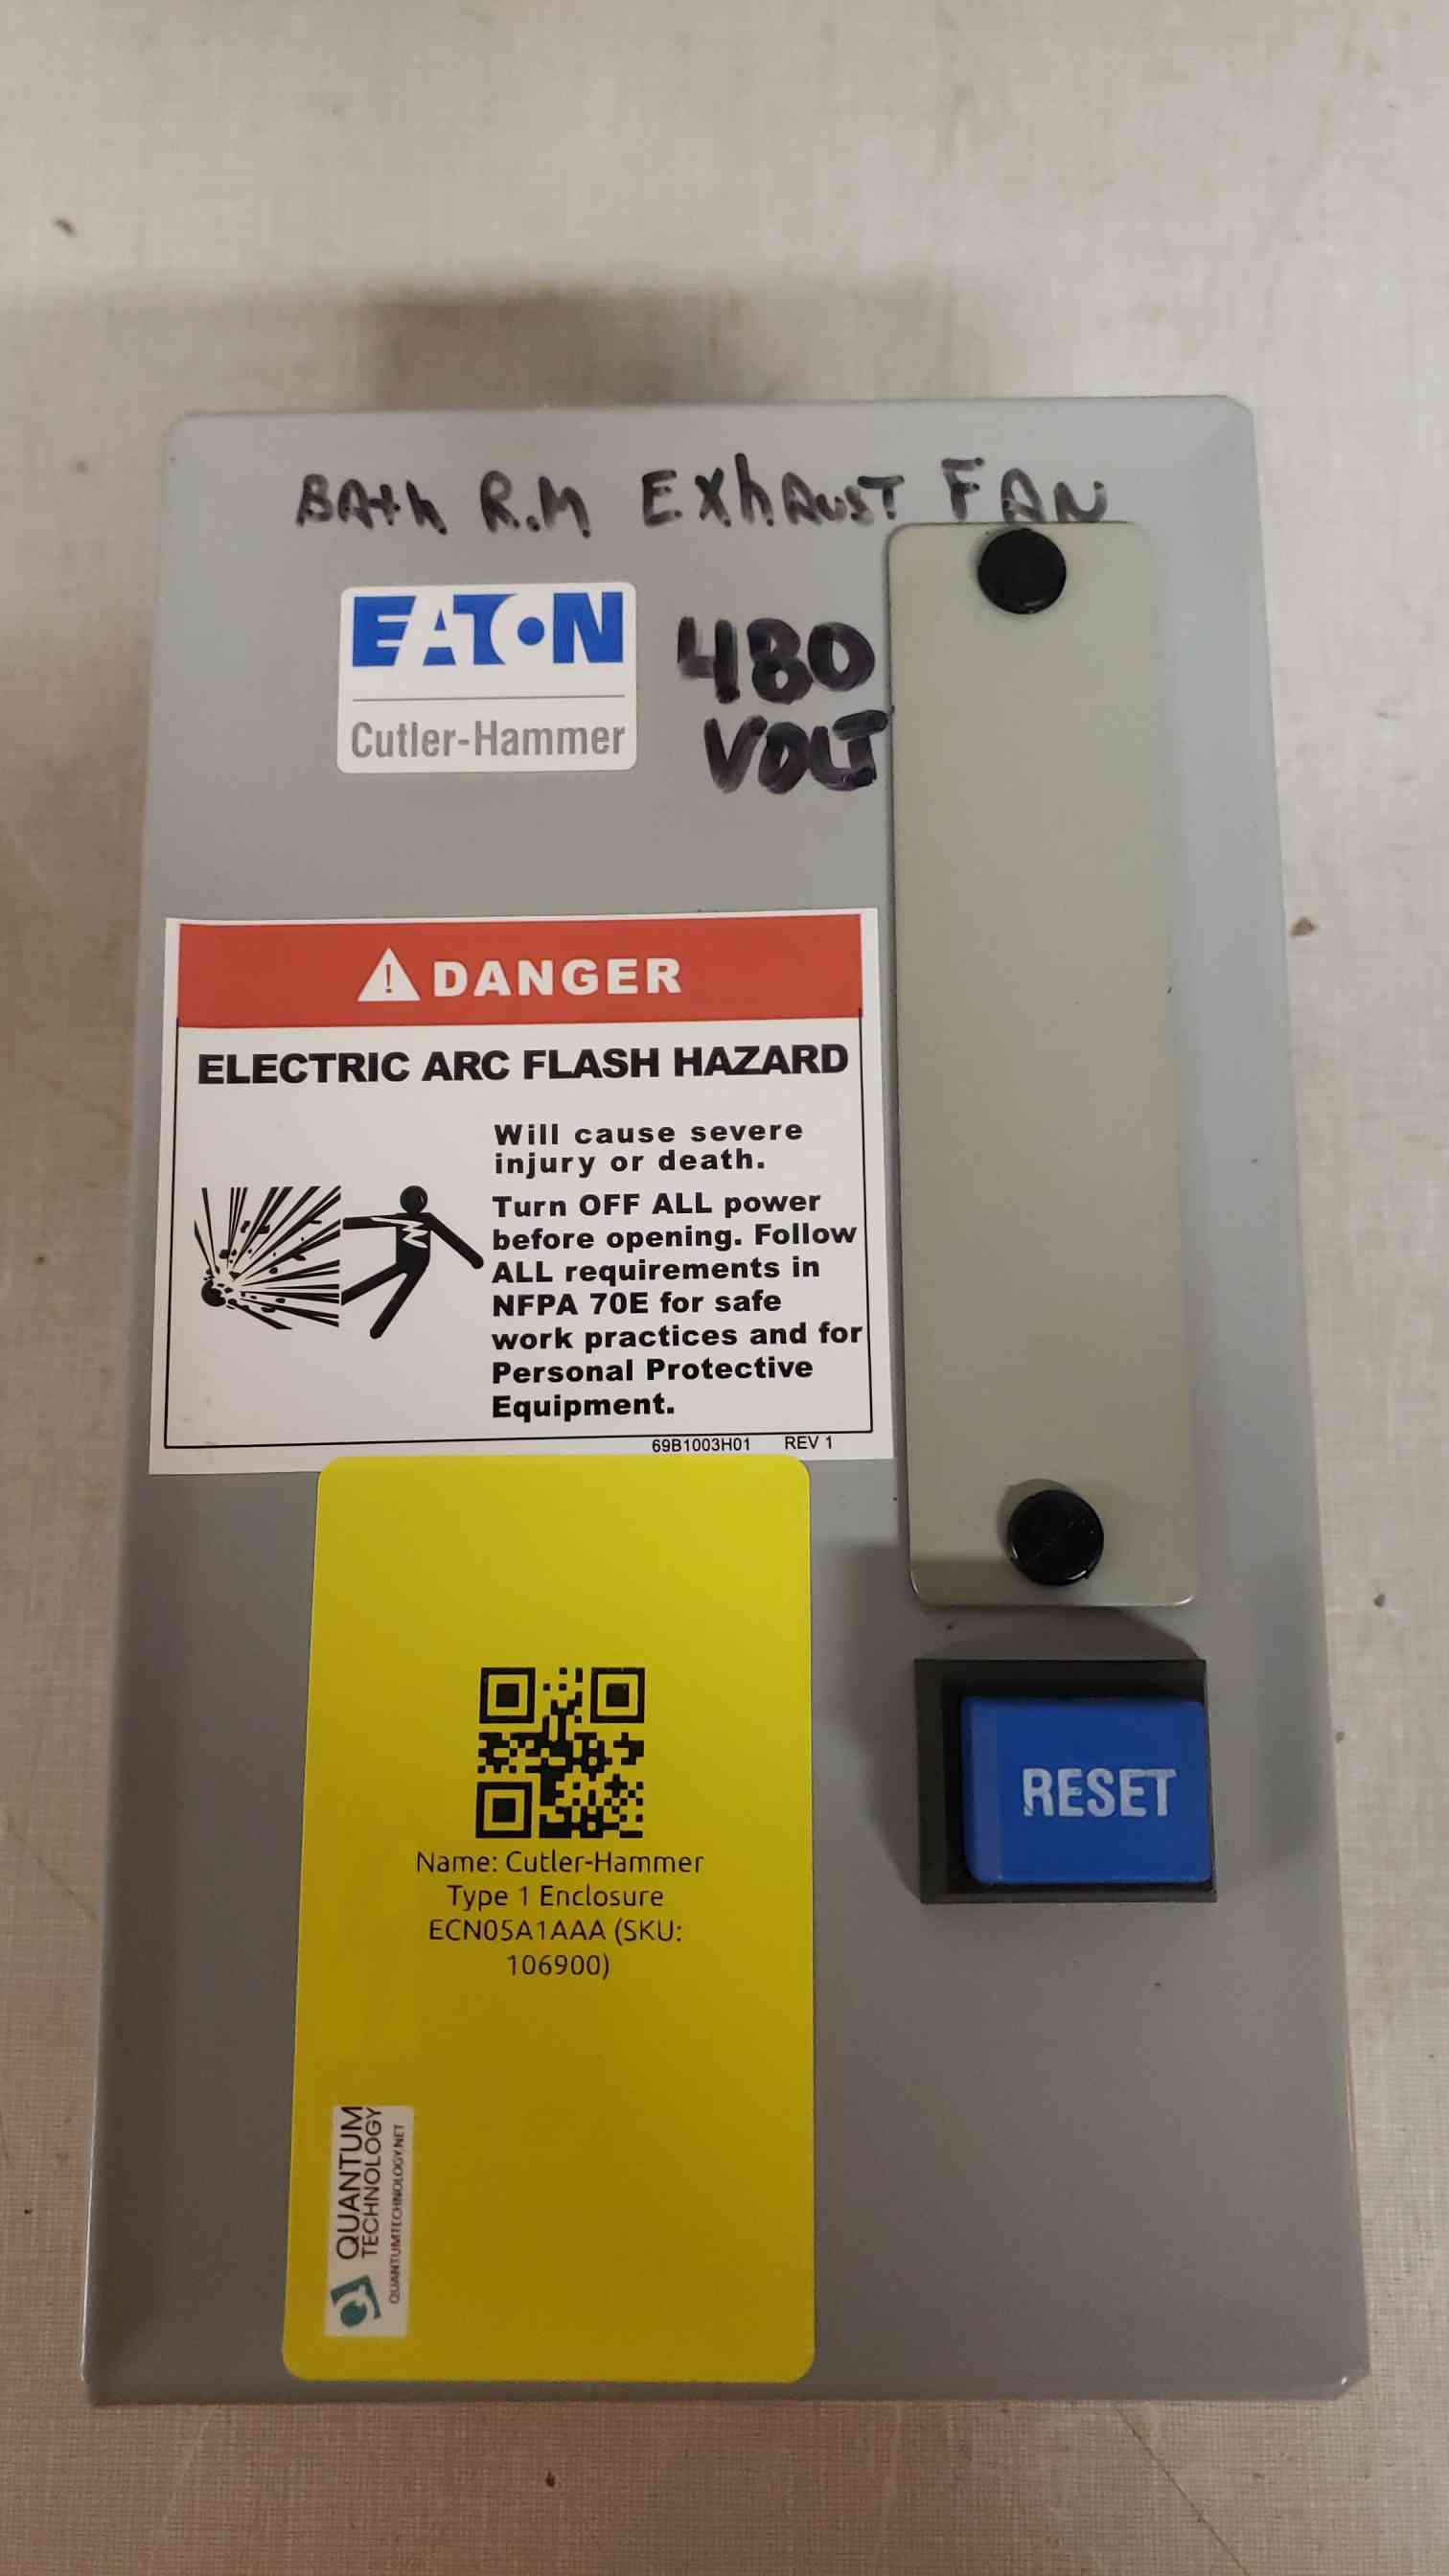 BAth R.M ExhAUST FAN
EATON
Cutler-Hammer
480
VOLT
DANGER
ELECTRIC ARC FLASH HAZARD
Will cause severe
injury or death.
Turn OFF ALL power
before opening. Follow
ALL requirements in
NFPA 70E for safe
work practices and for
Personal Protective
Equipment.
69B1003H01 REV 1
Name: Cutler-Hammer
Type 1 Enclosure
ECN05A1AAA (SKU:
106900)
RESET
QUANTUM
TECHNOLOGY
QUANTUMTECHNOLOGY.NET